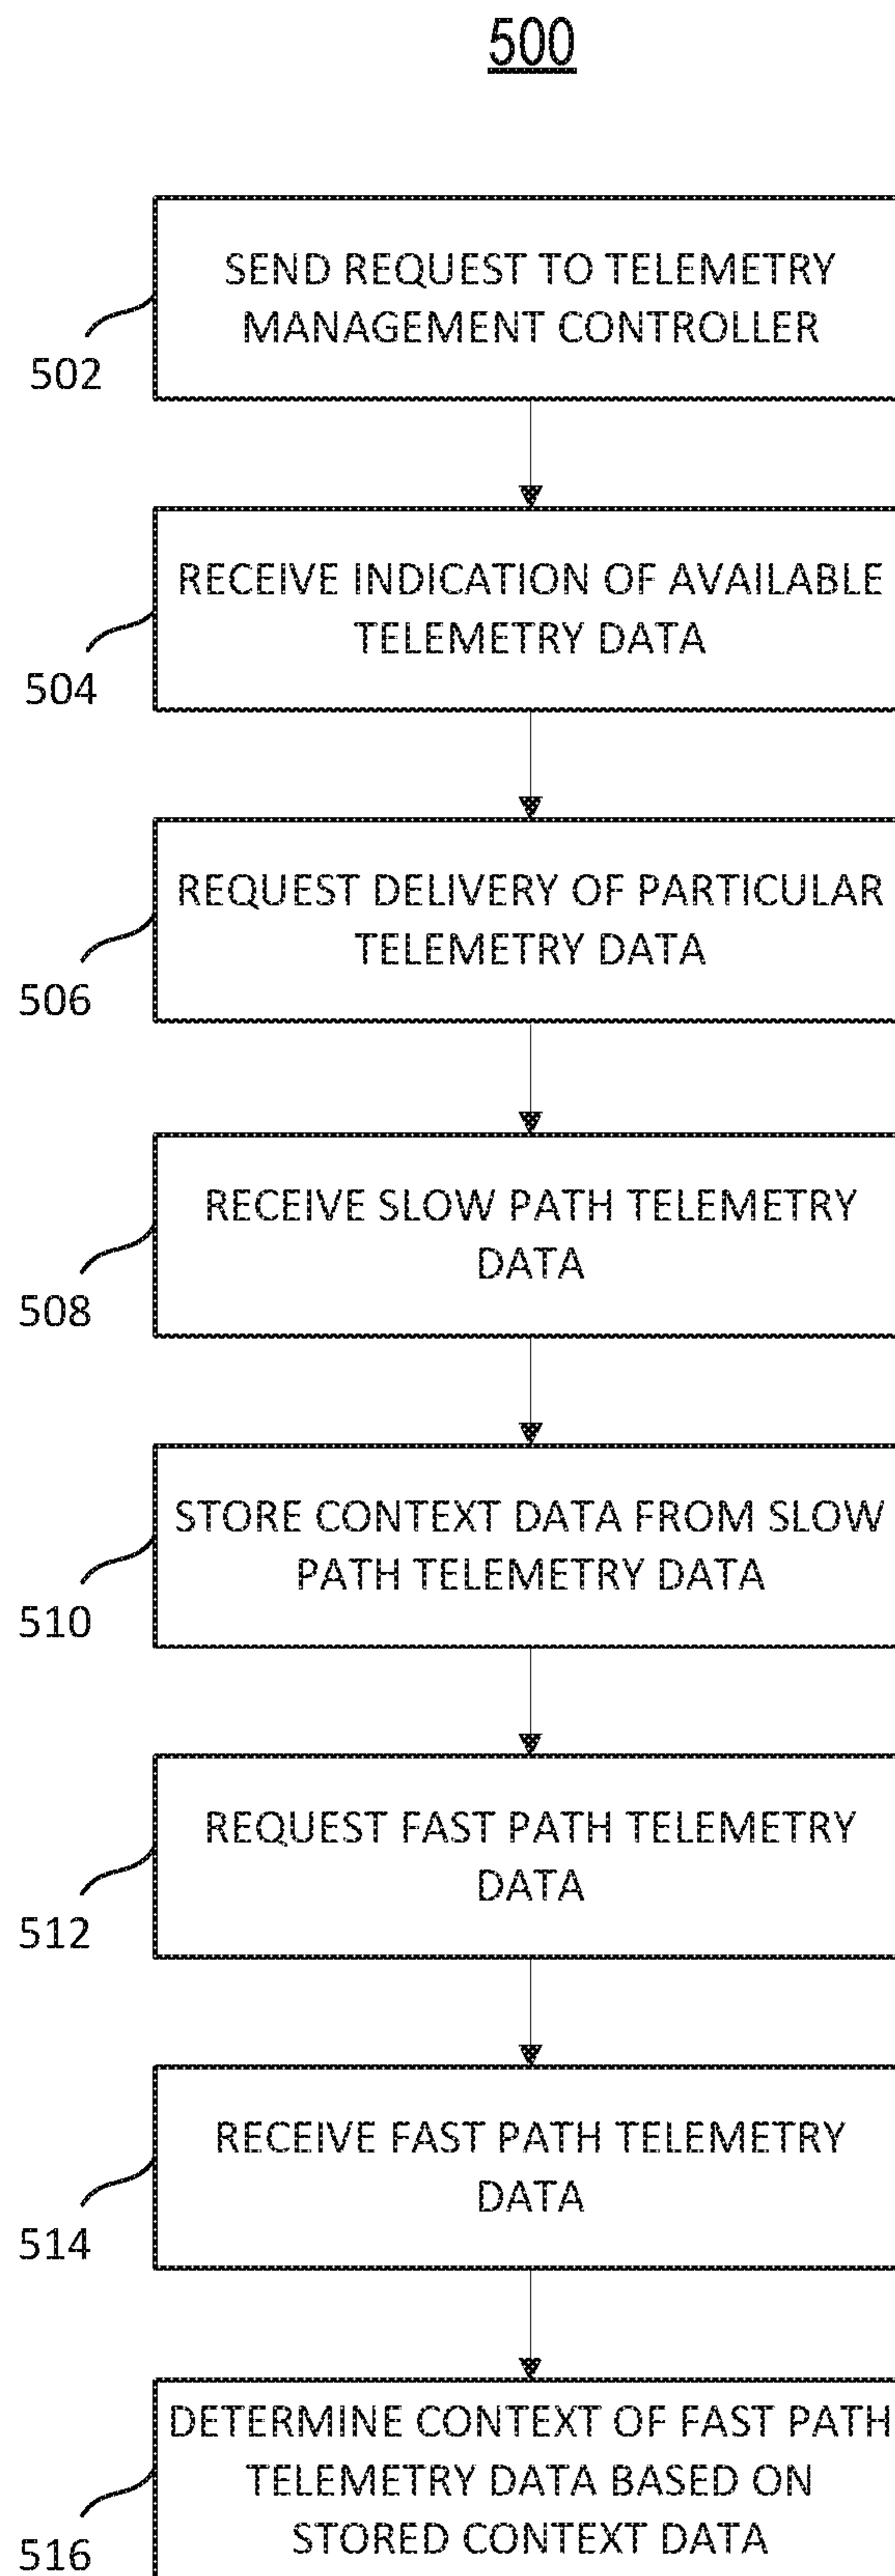 500
SEND REQUEST TO TELEMETRY
MANAGEMENT CONTROLLER
502
RECEIVE INDICATION OF AVAILABLE
TELEMETRY DATA
504
REQUEST DELIVERY OF PARTICULAR
TELEMETRY DATA
506
RECEIVE SLOW PATH TELEMETRY
DATA
508
STORE CONTEXT DATA FROM SLOW
PATH TELEMETRY DATA
510
REQUEST FAST PATH TELEMETRY
DATA
512
RECEIVE FAST PATH TELEMETRY
DATA
514
DETERMINE CONTEXT OF FAST PATH
TELEMETRY DATA BASED ON
STORED CONTEXT DATA
516